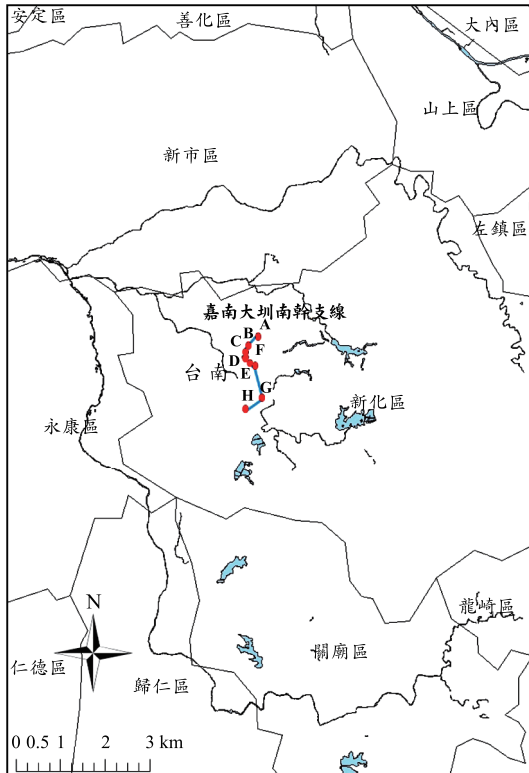 安定區
善化區
大內區
山上區
新市區
左鎮區
嘉南大圳南幹支線
A
B
C
F
D
E
台南
G
H
新化區
永康區
N
龍崎區
仁德區
關廟區
歸仁區
0 0.5 1 2 3 km